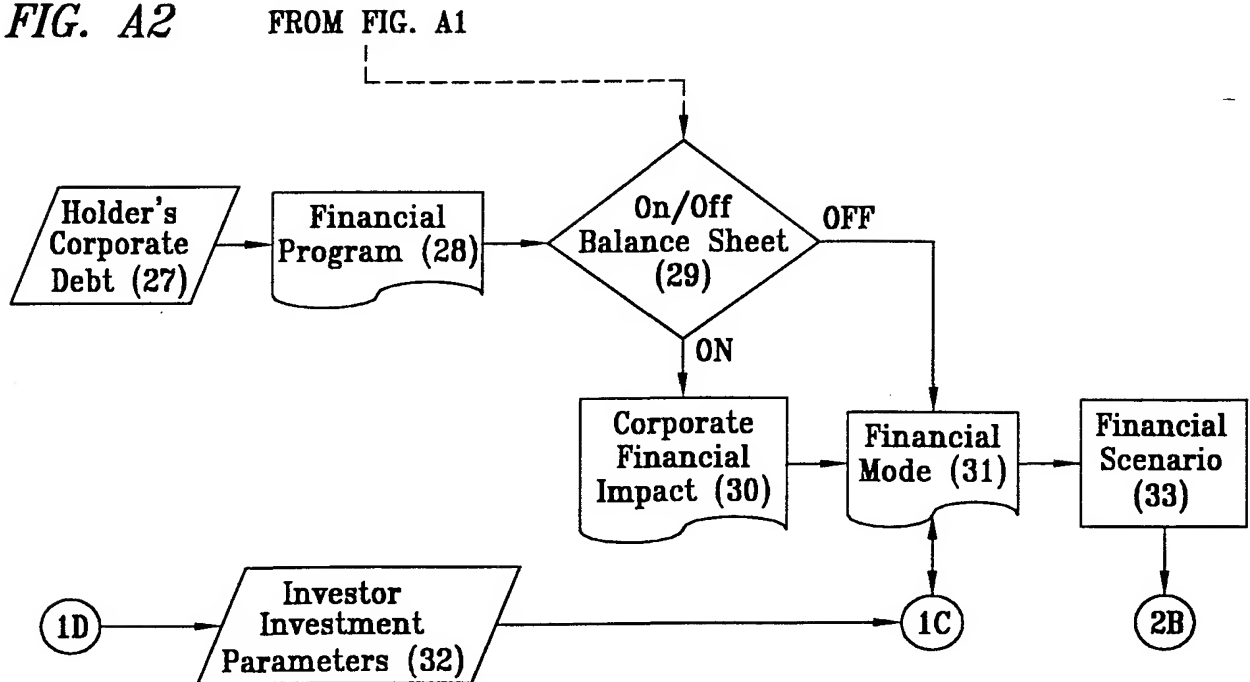 FIG. A2
FROM FIG. A1
Holder's
Corporate
Debt (27)
Financial
Program (28)
On/Off
Balance Sheet
(29)
OFF
ON
Corporate
Financial
Impact (30)
Financial
Mode (31)
Financial
Scenario
(33)
1D
Investor
Investment
Parameters (32)
1C
2B